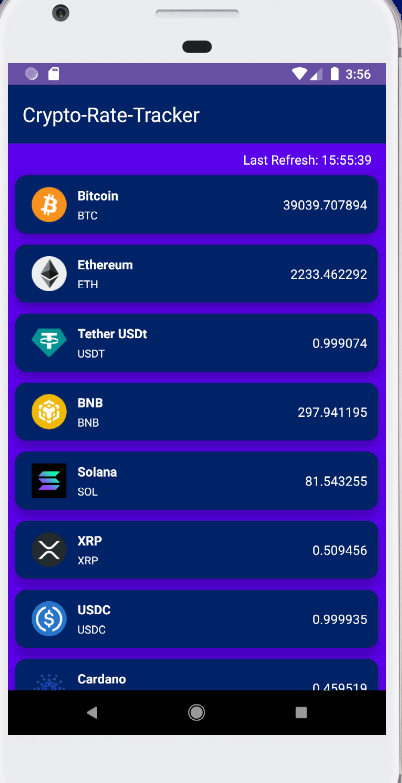 3:56
Crypto-Rate-Tracker
Last Refresh: 15:55:39
Bitcoin
BTC
39039.707894
Ethereum
ETH
2233.462292
Tether USDt
USDT
0.999074
BNB
BNB
297.941195
Solana
SOL
81.543255
XRP
XRP
0.509456
USDC
USDC
0.999935
Cardano
0.459519